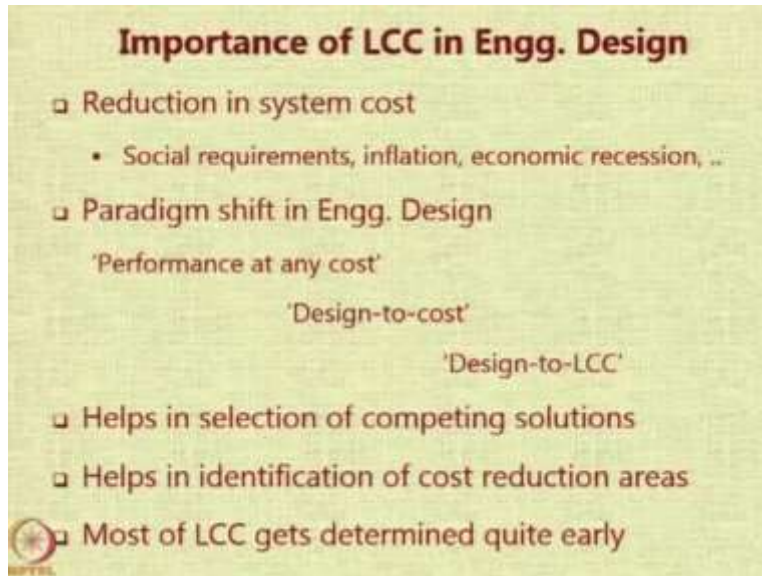 Importance of LCC in Engg. Design
Reduction in system cost
• Social requirements, inflation, economic recession, ..
Paradigm shift in Engg. Design
'Performance at any cost'
'Design-to-cost'
'Design-to-LCC'
Helps in selection of competing solutions
Helps in identification of cost reduction areas
Most of LCC gets determined quite early
NPTEL